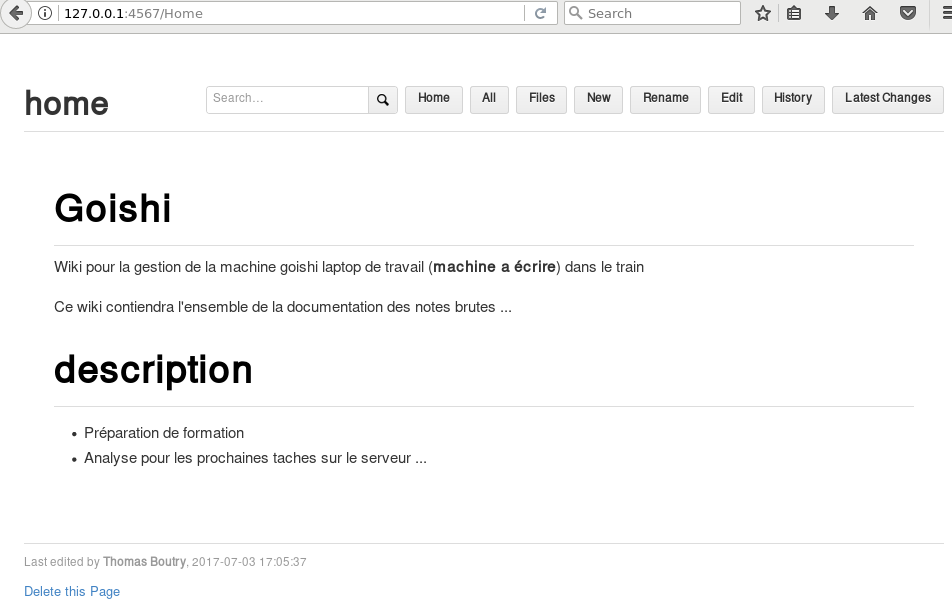 127.0.0.1:4567/Home
Search
home
Search...
Home
All
Files
New
Rename
Edit
History
Latest Changes
Goishi
Wiki pour la gestion de la machine goishi laptop de travail (machine a écrire) dans le train
Ce wiki contiendra l'ensemble de la documentation des notes brutes ...
description
• Préparation de formation
• Analyse pour les prochaines taches sur le serveur ...
Last edited by Thomas Boutry, 2017-07-03 17:05:37
Delete this Page